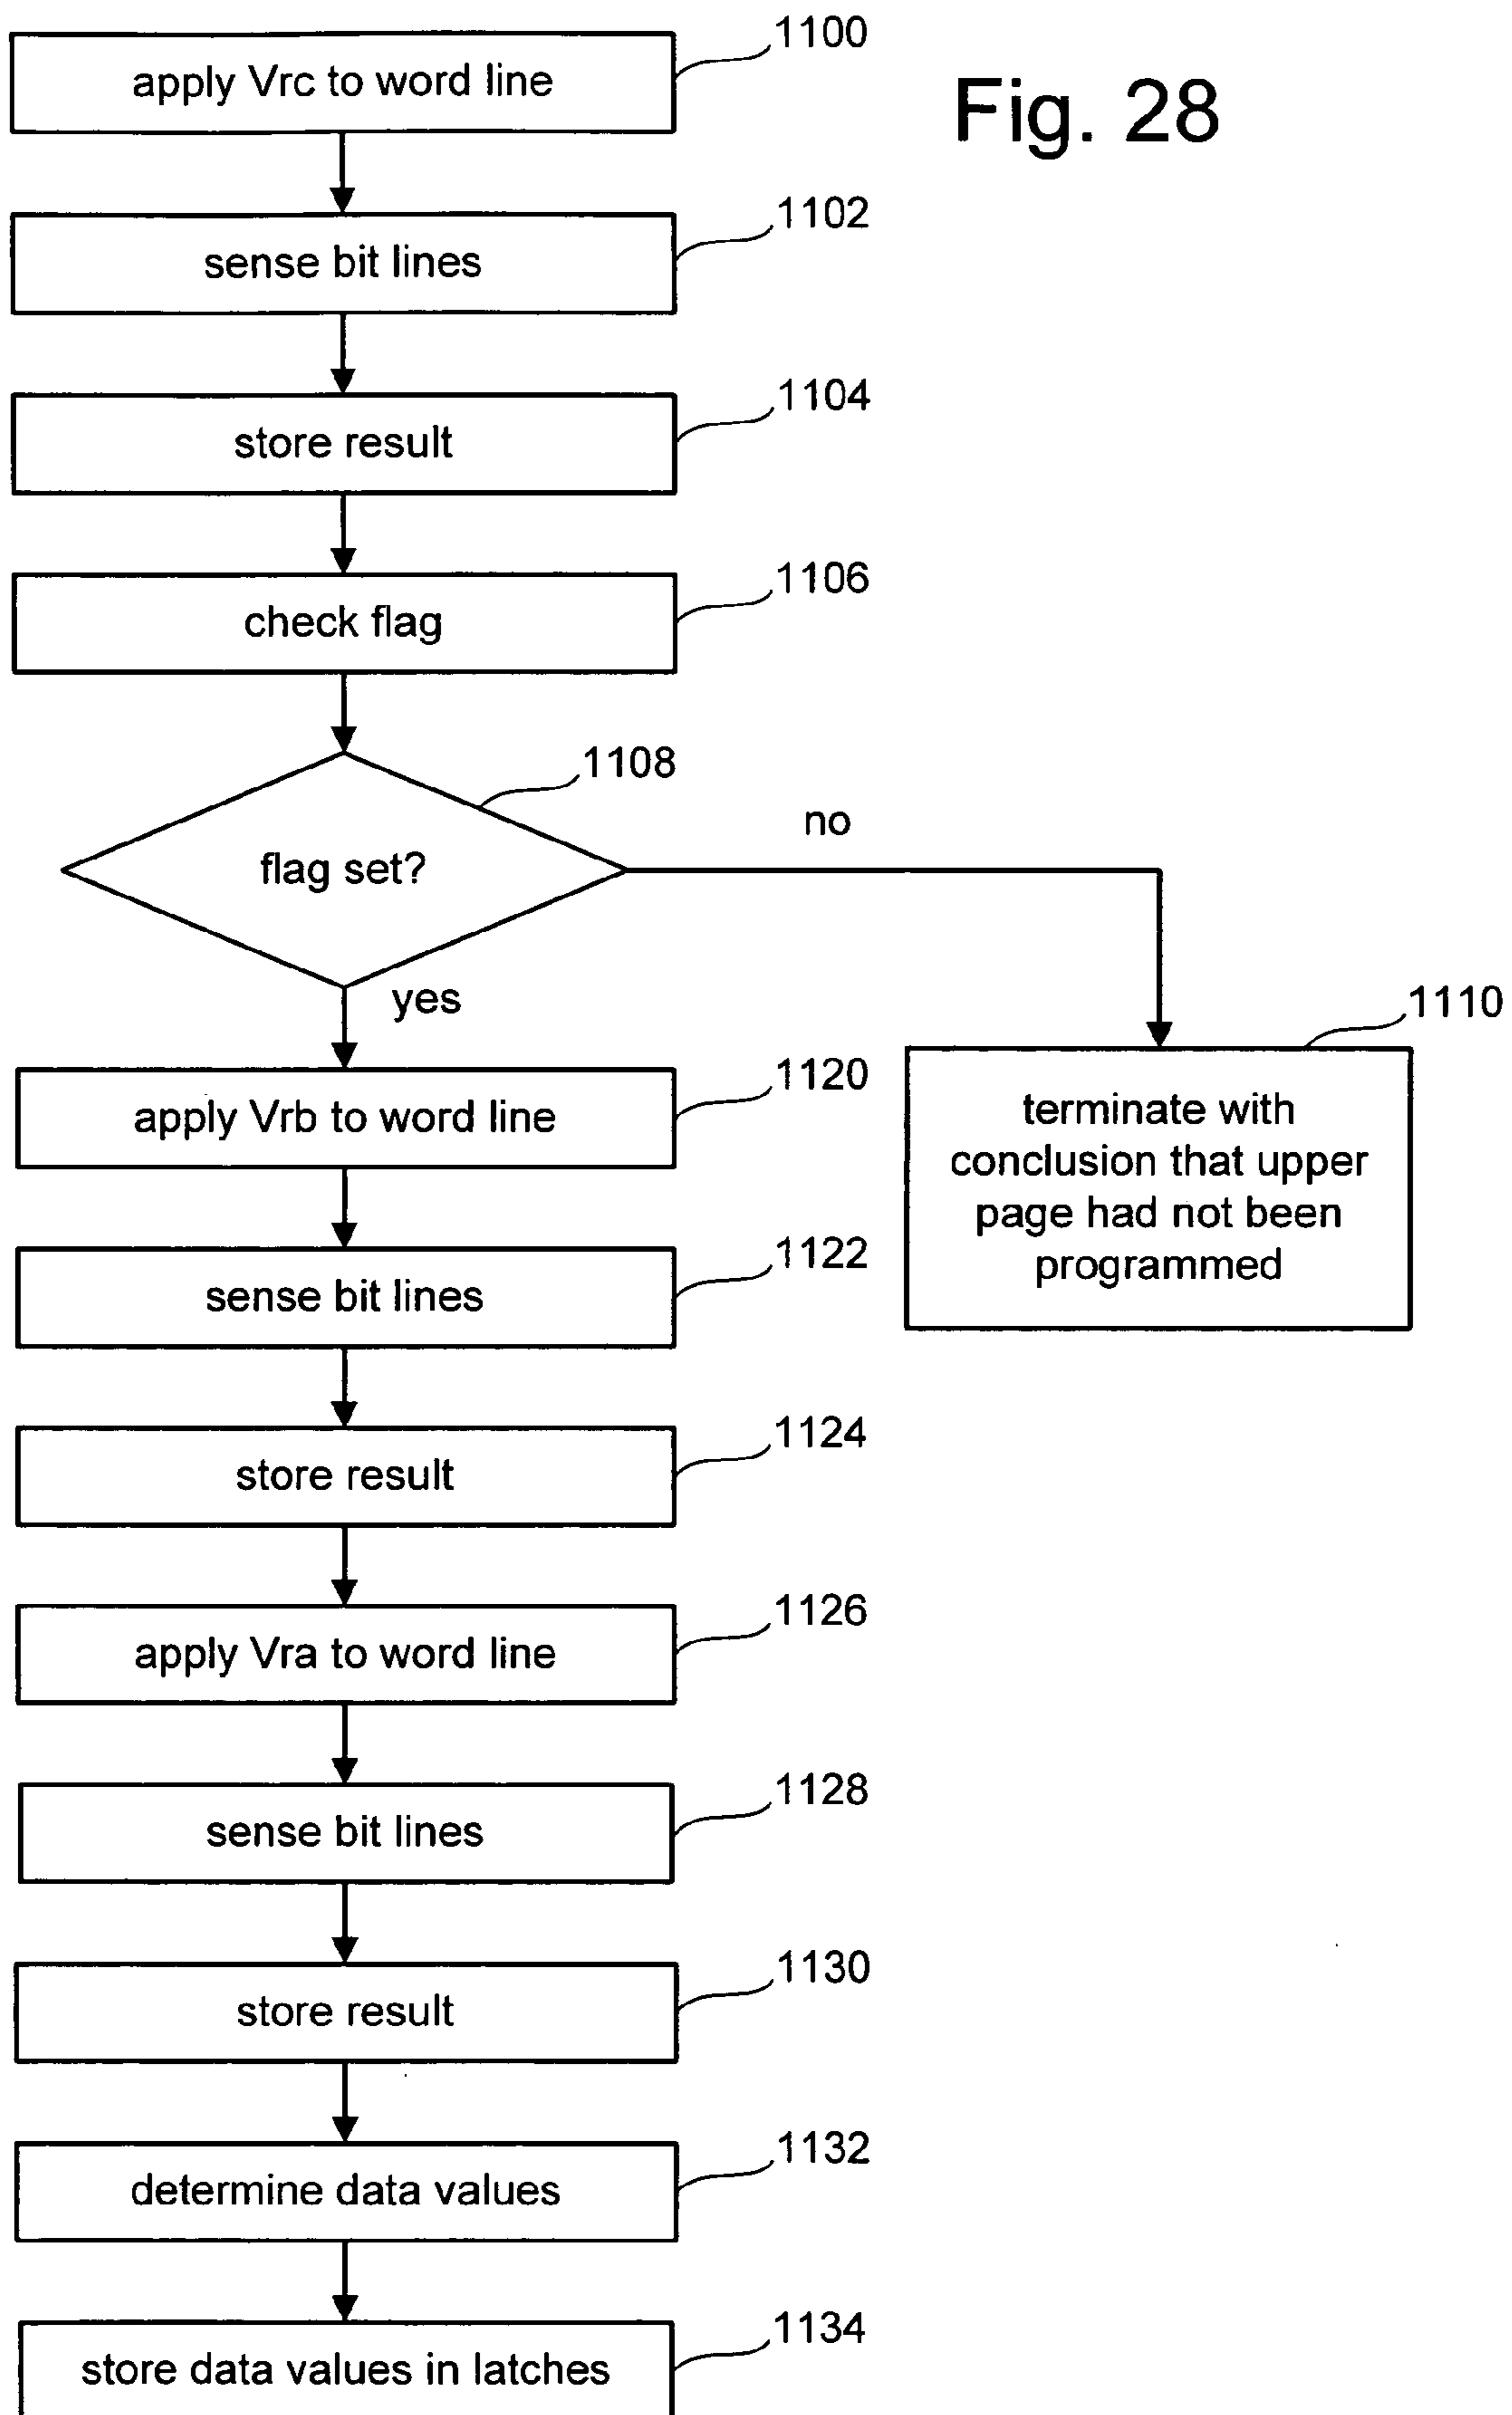 1100
apply Vrc to word line
Fig. 28
1102
sense bit lines
1104
store result
1106
check flag
1108
flag set?
no
yes
1110
terminate with
conclusion that upper
page had not been
programmed
1120
apply Vrb to word line
1122
sense bit lines
1124
store result
1126
apply Vra to word line
1128
sense bit lines
1130
store result
1132
determine data values
1134
store data values in latches